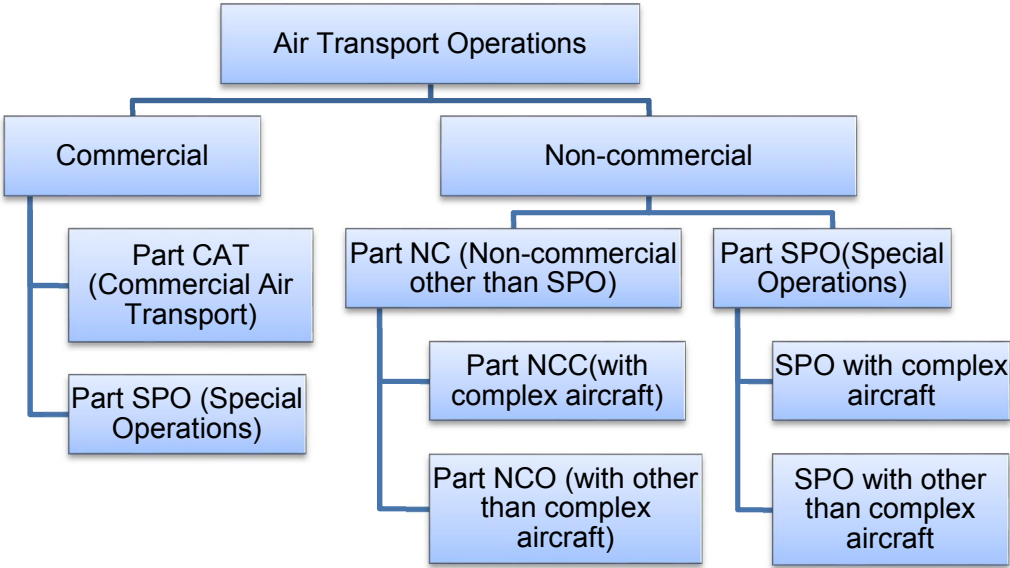 Air Transport Operations
Commercial
Non-commercial
Part CAT
(Commercial Air
Transport)
Part SPO (Special
Operations)
Part NC (Non-commercial
other than SPO)
Part NCC(with
complex aircraft)
Part NCO (with other
than complex
aircraft)
Part SPO(Special
Operations)
SPO with complex
aircraft
SPO with other
than complex
aircraft